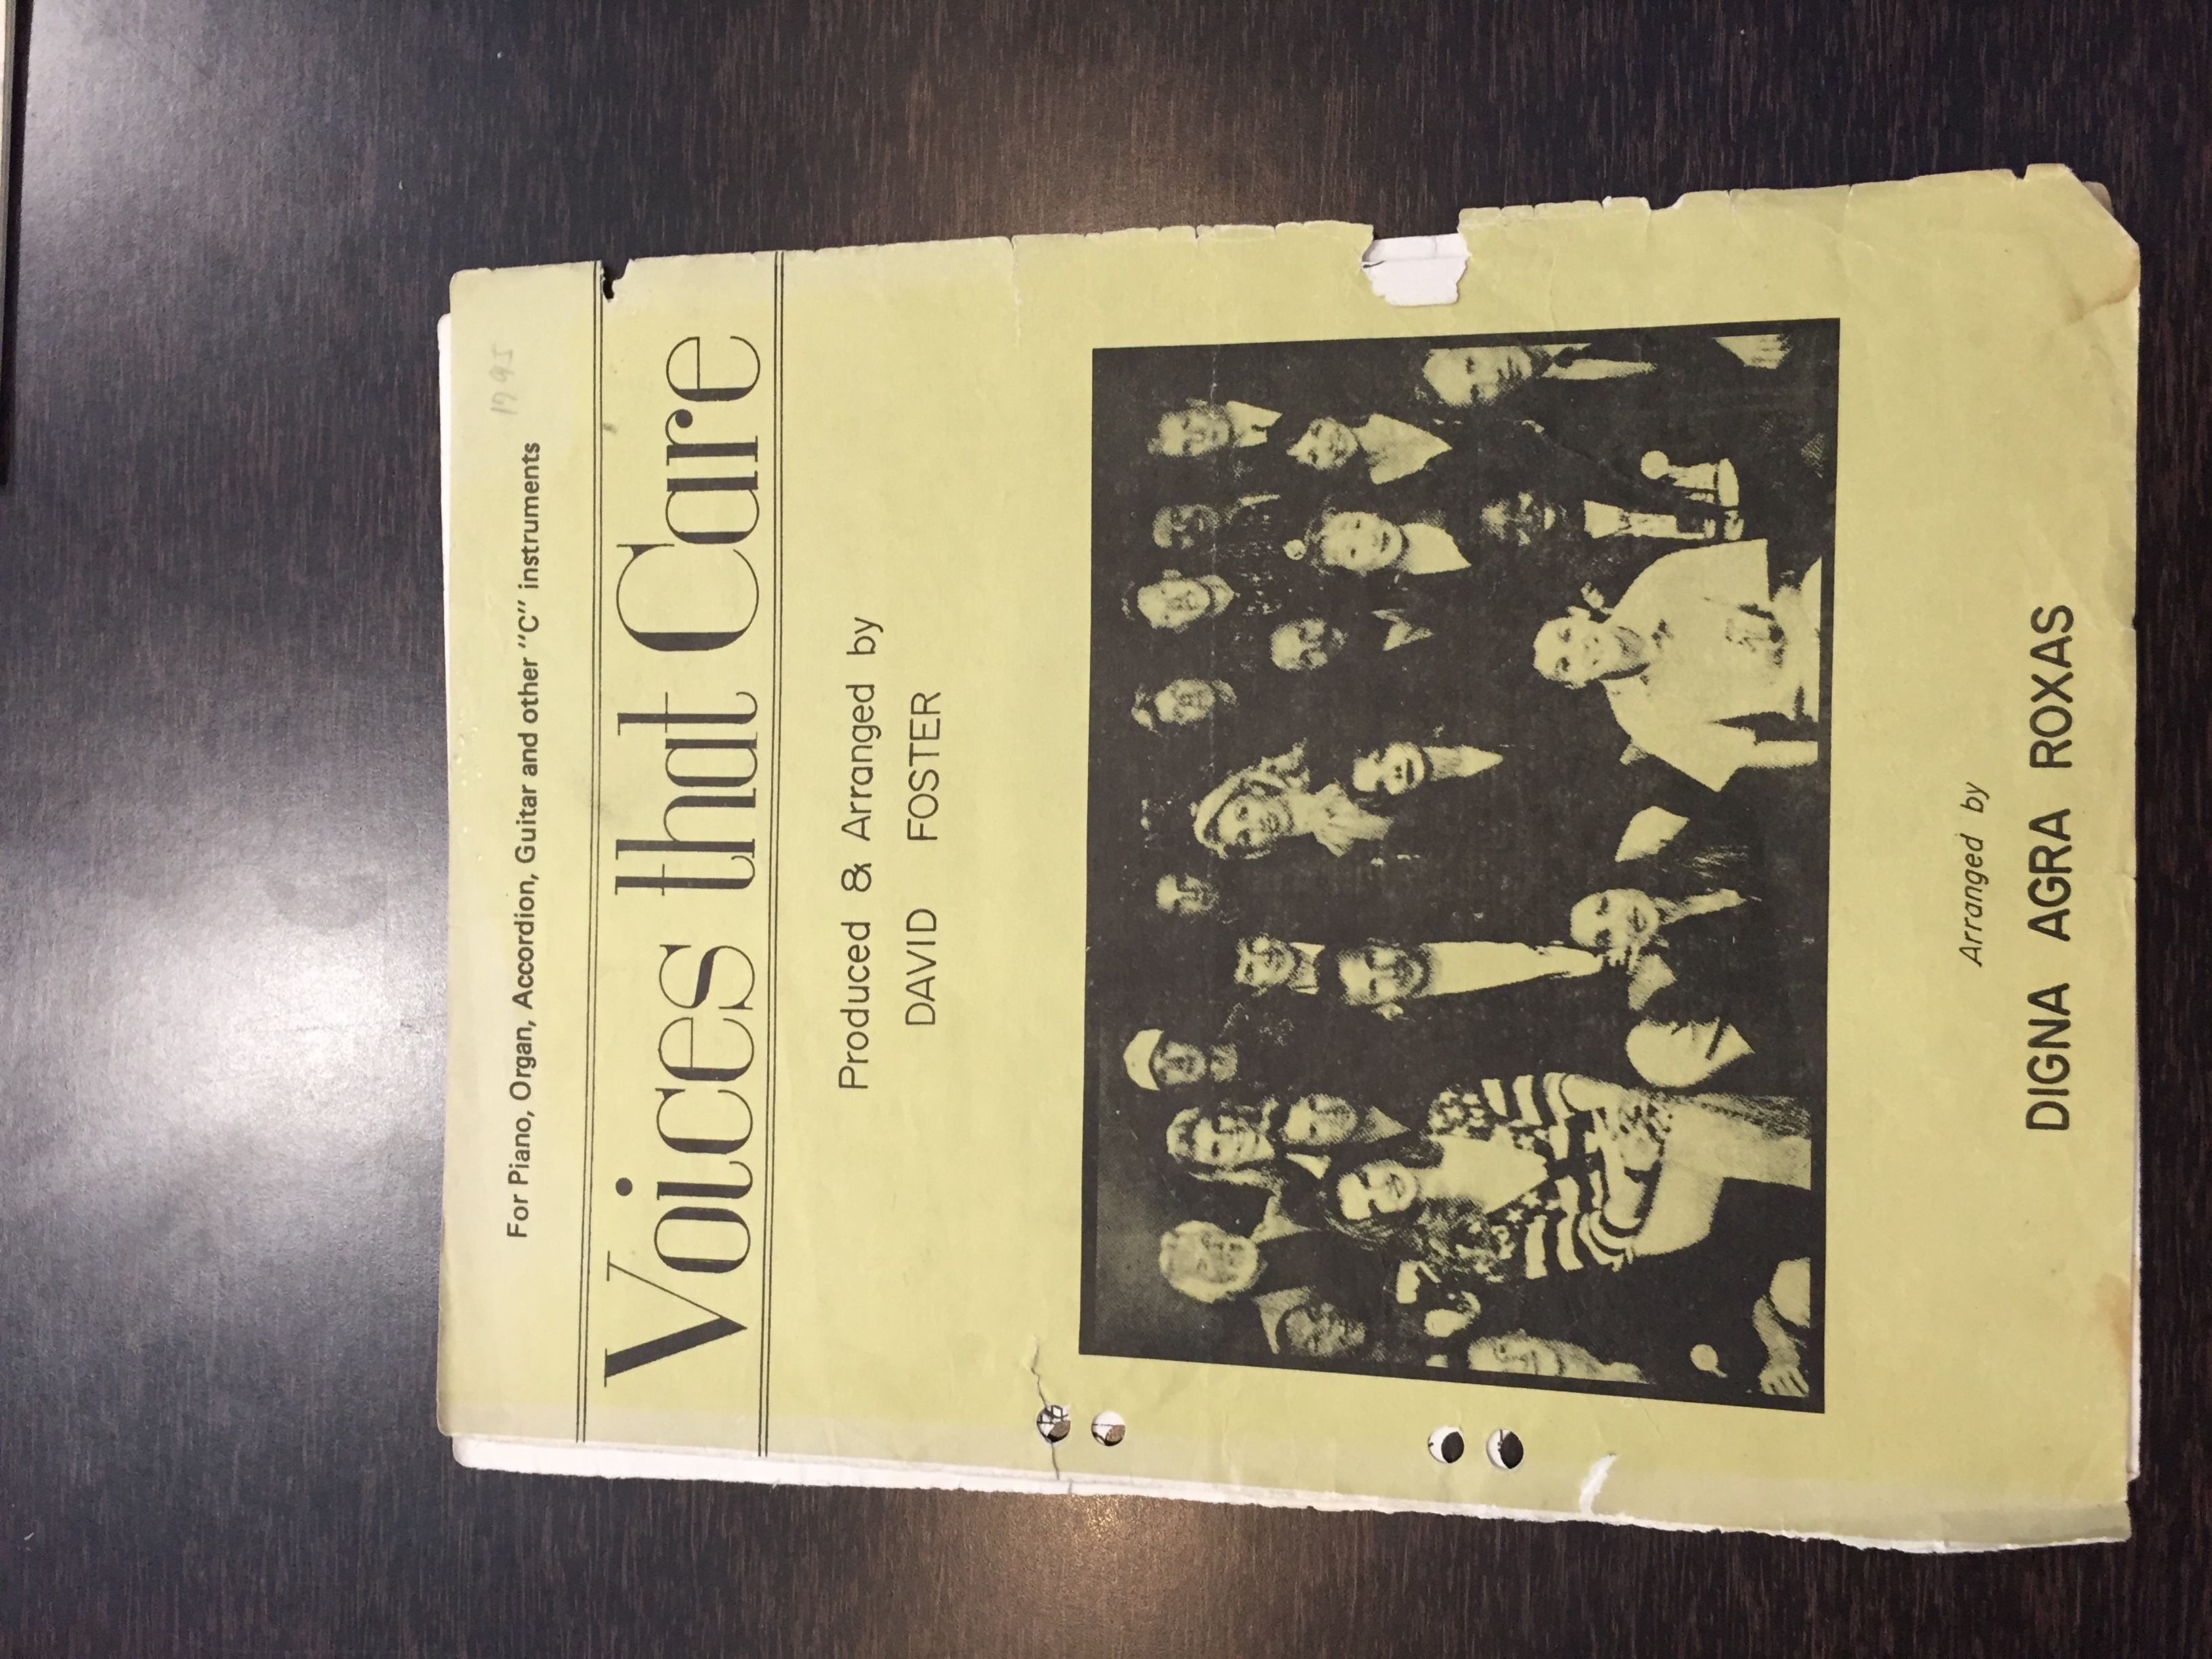 For Piano, Organ, Accordion, Guitar and other "C" instruments
Voices that Care
Produced & Arranged by
DAVID FOSTER
Arranged by
DIGNA AGRA ROXAS